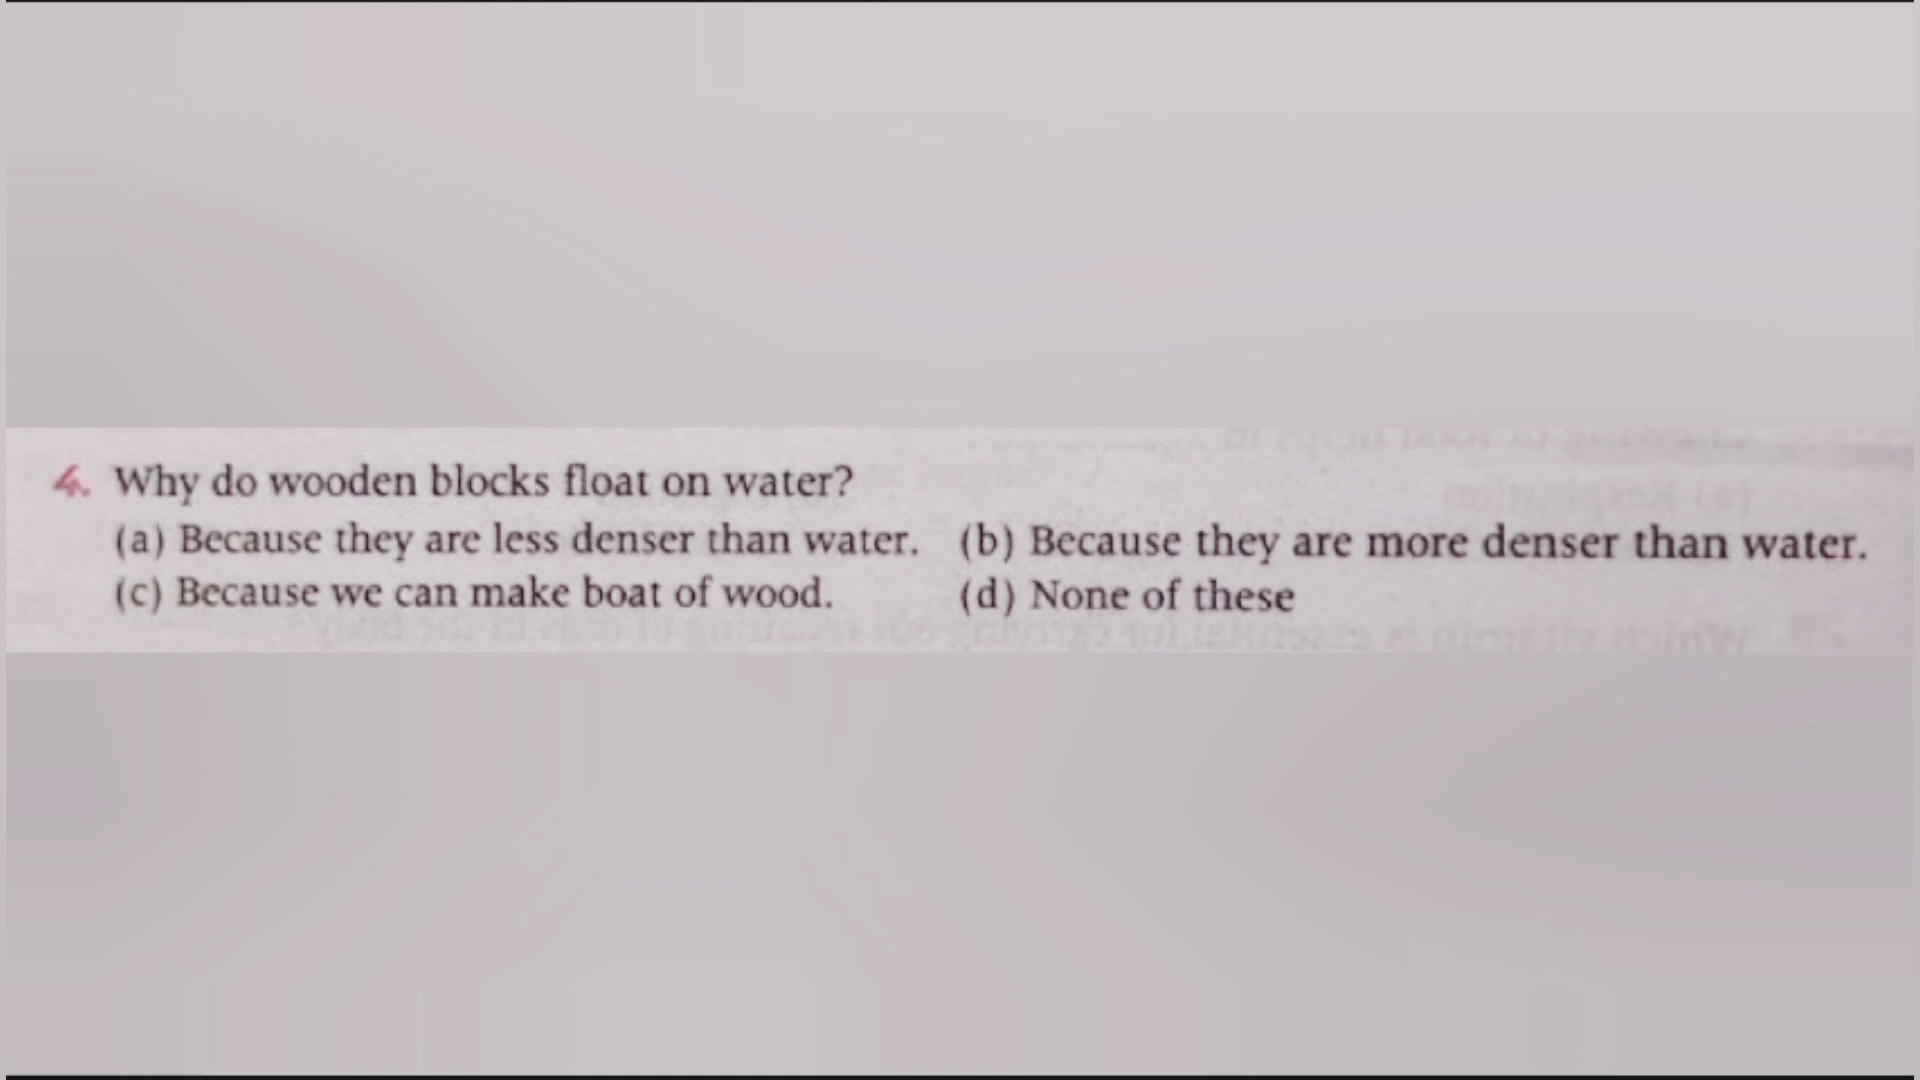 4. Why do wooden blocks float on water?
(a) Because they are less denser than water. (b) Because they are more denser than water.
(c) Because we can make boat of wood. (d) None of these